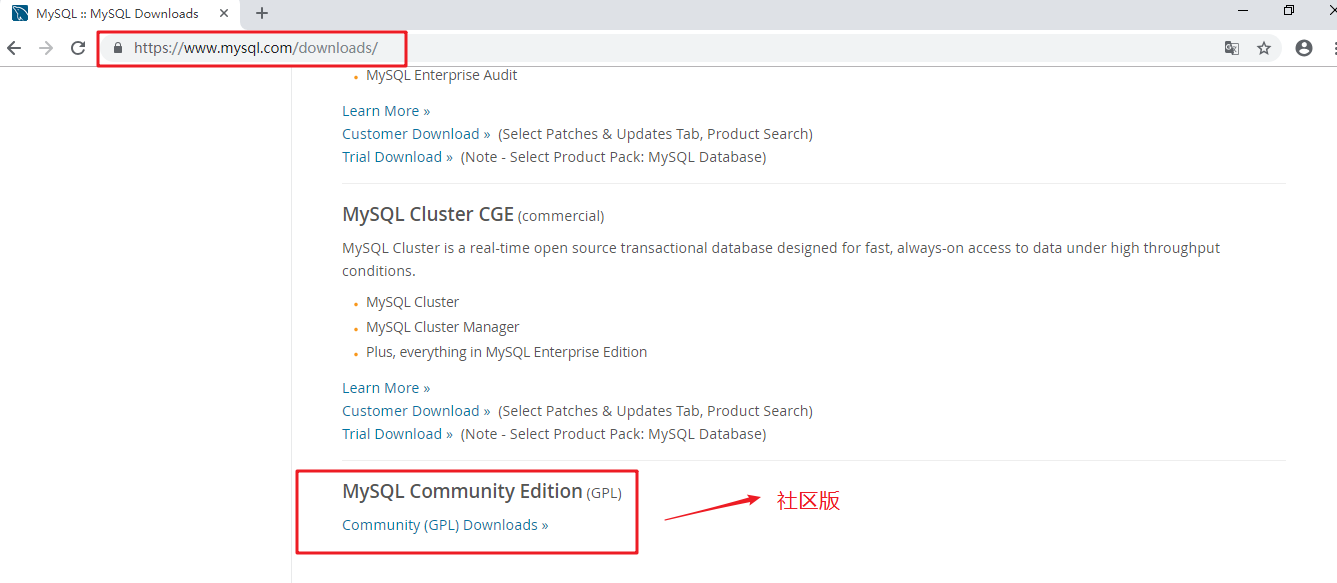 MySQL :: MySQL Downloads
https://www.mysql.com/downloads/
MySQL Enterprise Audit
Learn More »
Customer Download » (Select Patches & Updates Tab, Product Search)
Trial Download » (Note - Select Product Pack: MySQL Database)
MySQL Cluster CGE (commercial)
MySQL Cluster is a real-time open source transactional database designed for fast, always-on access to data under high throughput
conditions.
MySQL Cluster
MySQL Cluster Manager
Plus, everything in MySQL Enterprise Edition
Learn More »
Customer Download » (Select Patches & Updates Tab, Product Search)
Trial Download » (Note - Select Product Pack: MySQL Database)
MySQL Community Edition (GPL)
社区版
Community (GPL) Downloads »